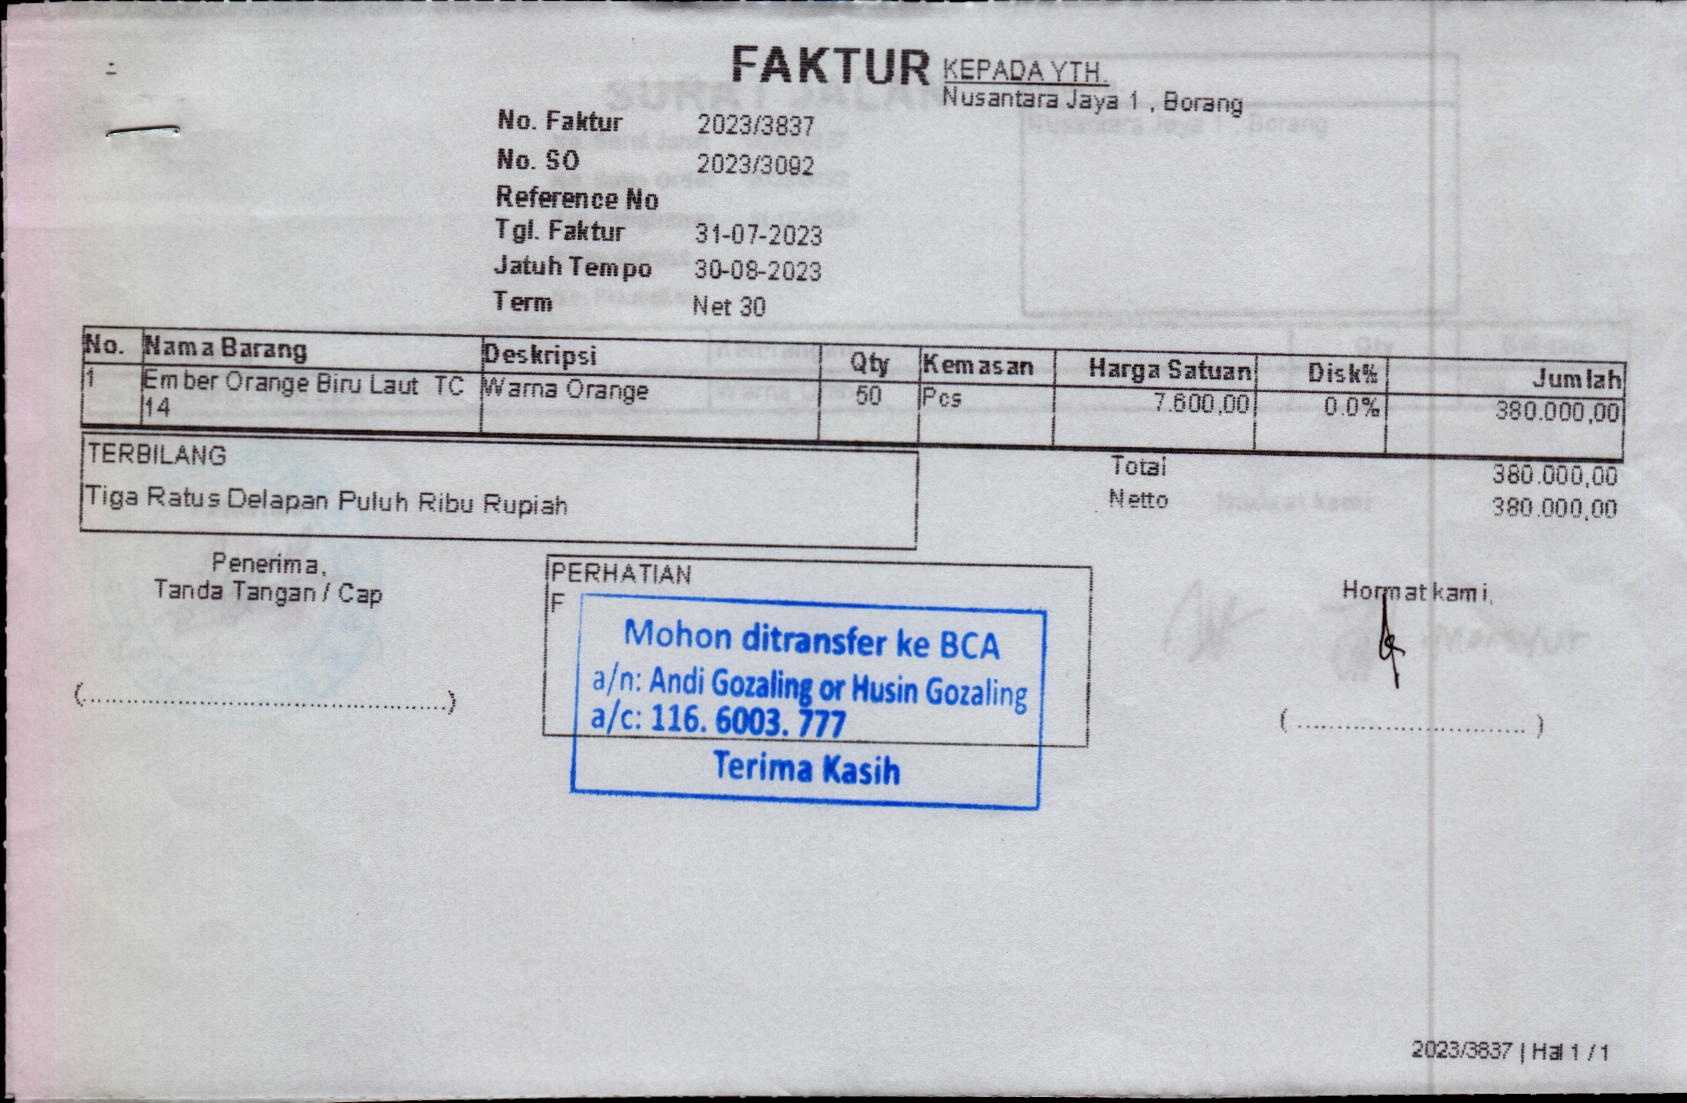 FAKTUR
KEPADA YTH.
Nusantara Jaya 1 , Borang
No. Faktur 2023/3837
No. SO 2023/3092
Reference No
Tgl. Faktur 31-07-2023
Jatuh Tempo 30-08-2023
Term Net 30
No. Nama Barang Deskripsi Qty Kemasan Harga Satuan Disk% Jumlah
1 Ember Orange Biru Laut TC Warna Orange 50 Pcs 7.600,00 0.0% 380.000,00
14
TERBILANG
Tiga Ratus Delapan Puluh Ribu Rupiah
Total 380.000,00
Netto 380.000,00
Penerima,
Tanda Tangan / Cap
(................................................)
PERHATIAN
F
Mohon ditransfer ke BCA
a/n: Andi Gozaling or Husin Gozaling
a/c: 116. 6003. 777
Terima Kasih
Hormat kami,
( .............................. )
2023/3837 | Hal 1 / 1